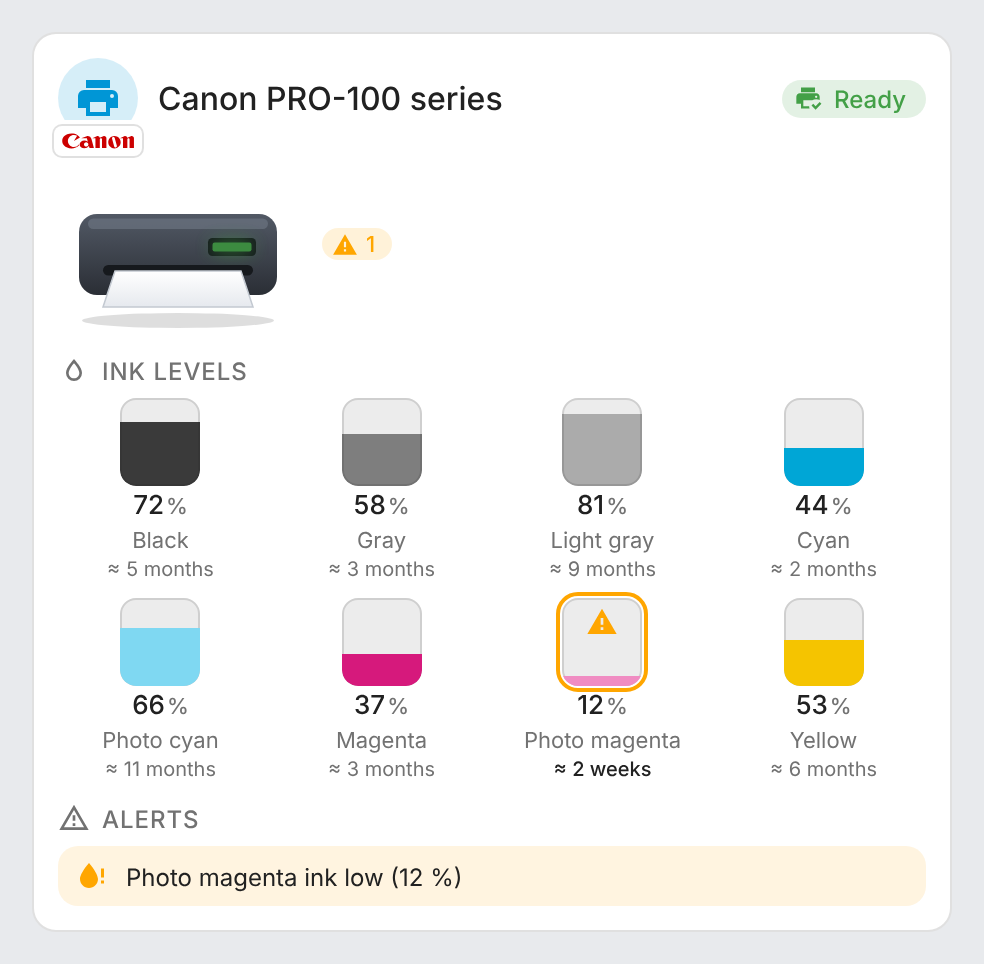 Canon PRO-100 series
Ready
Canon
1
INK LEVELS
72 % 58 % 81 % 44 %
Black Gray Light gray Cyan
≈ 5 months ≈ 3 months ≈ 9 months ≈ 2 months
66 % 37 % 12 % 53 %
Photo cyan Magenta Photo magenta Yellow
≈ 11 months ≈ 3 months ≈ 2 weeks ≈ 6 months
ALERTS
Photo magenta ink low (12 %)